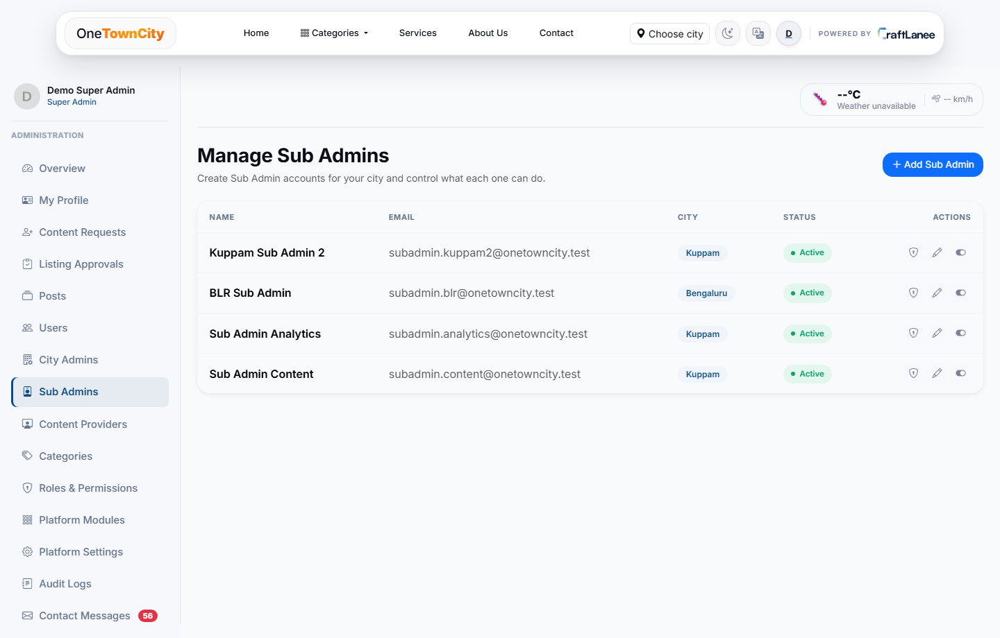 OneTownCity
Home
Categories
Services
About Us
Contact
Choose city
D
POWERED BY
CraftLanee
D
Demo Super Admin
Super Admin
ADMINISTRATION
Overview
My Profile
Content Requests
Listing Approvals
Posts
Users
City Admins
Sub Admins
Content Providers
Categories
Roles & Permissions
Platform Modules
Platform Settings
Audit Logs
Contact Messages 56
--°C
Weather unavailable
-- km/h
Manage Sub Admins
Create Sub Admin accounts for your city and control what each one can do.
+ Add Sub Admin
NAME EMAIL CITY STATUS ACTIONS
Kuppam Sub Admin 2 subadmin.kuppam2@onetowncity.test Kuppam Active
BLR Sub Admin subadmin.blr@onetowncity.test Bengaluru Active
Sub Admin Analytics subadmin.analytics@onetowncity.test Kuppam Active
Sub Admin Content subadmin.content@onetowncity.test Kuppam Active